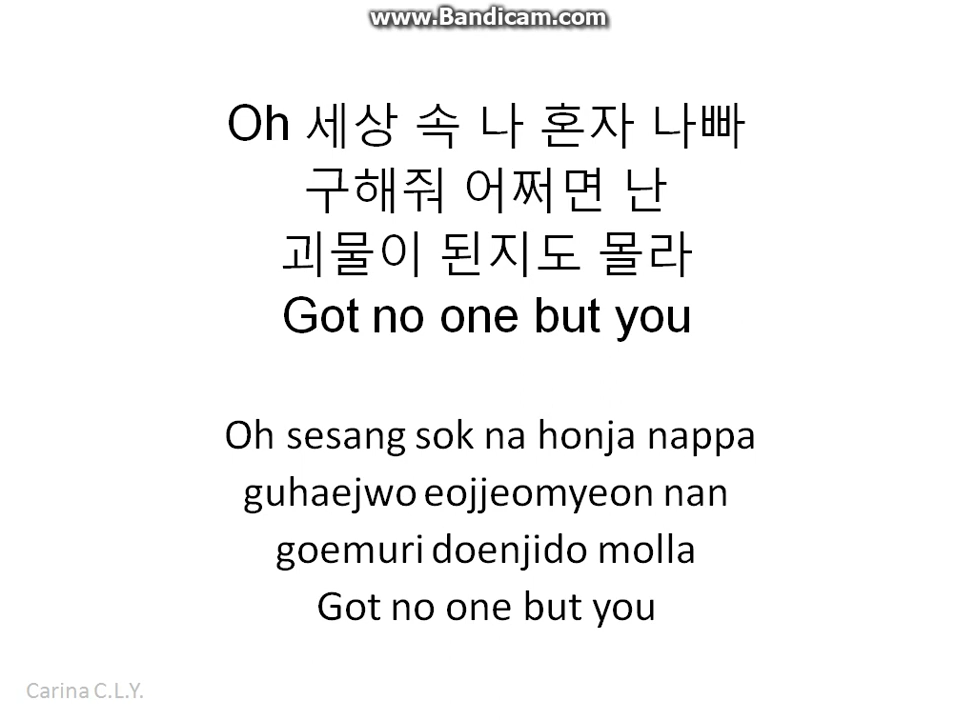 www.Bandicam.com
Oh 세상 속 나 혼자 나빠
구해줘 어쩌면 난
괴물이 된지도 몰라
Got no one but you
Oh sesang sok na honja nappa
guhaejwo eojjeomyeon nan
goemuri doenjido molla
Got no one but you
Carina C.L.Y.